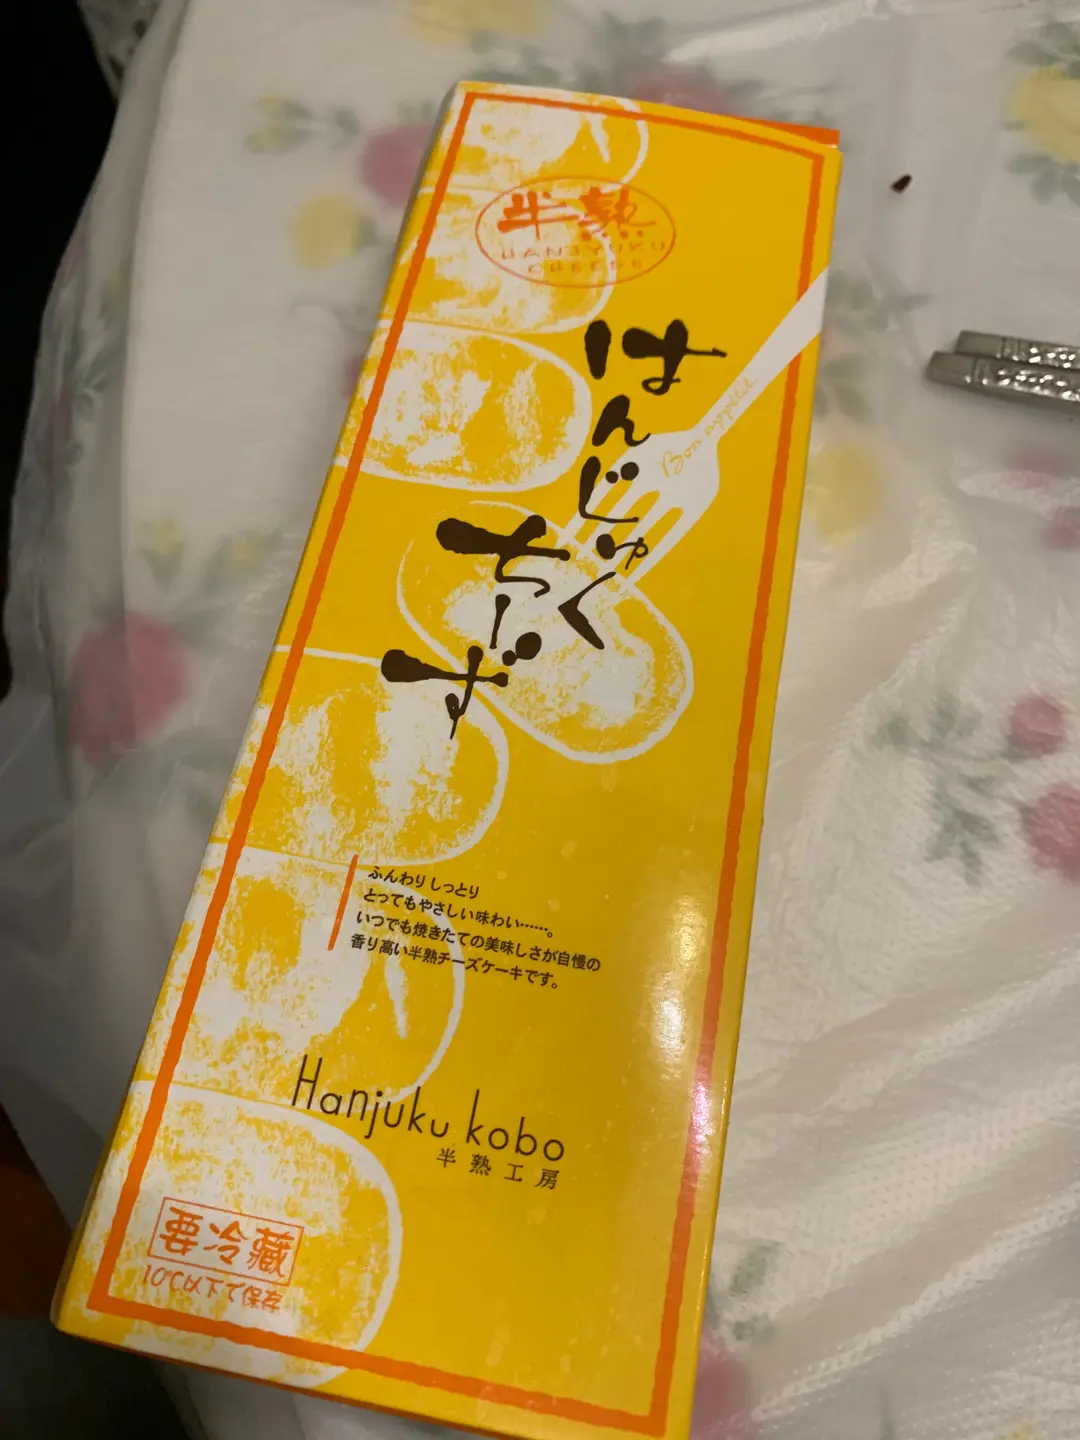 半熟
HANJYUKU
CHEESE
はんじゅく
ちーず
Bon appétit
ふんわりしっとり
とってもやさしい味わい……。
いつでも焼きたての美味しさが自慢の
香り高い半熟チーズケーキです。
Hanjuku kobo
半熟工房
要冷蔵
10℃以下で保存